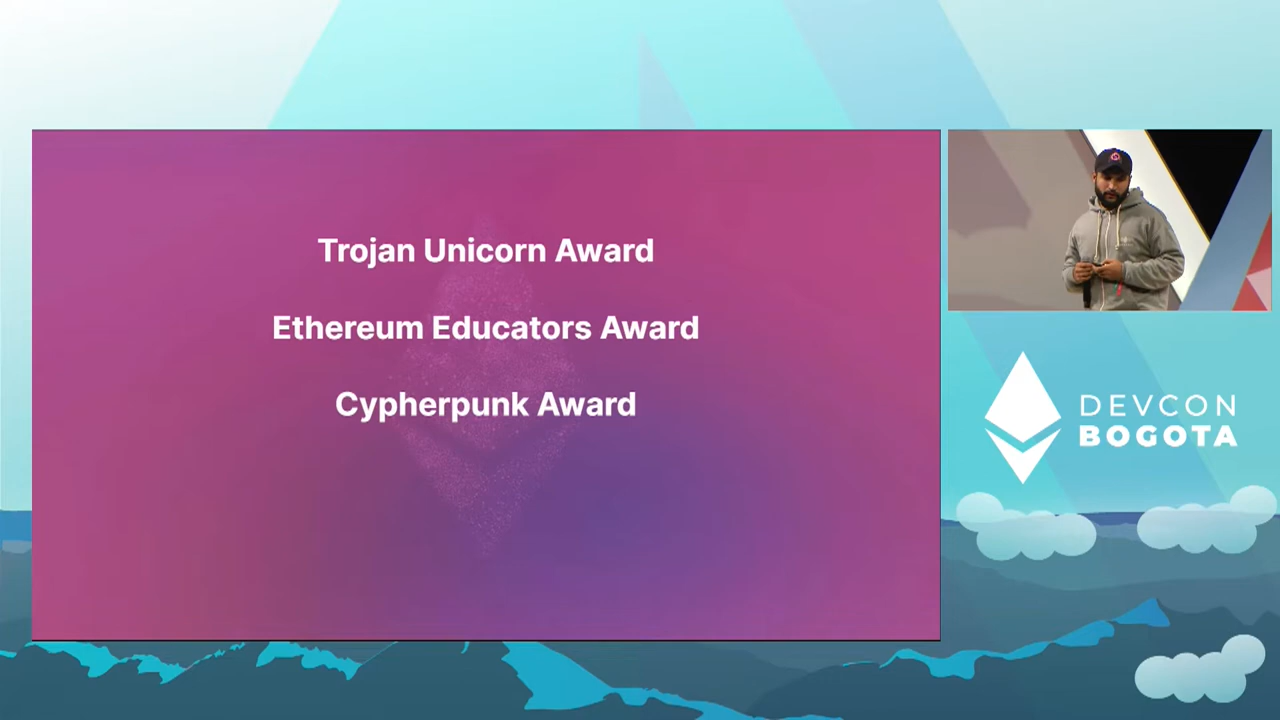 Trojan Unicorn Award
Ethereum Educators Award
Cypherpunk Award
DEVCON
BOGOTA